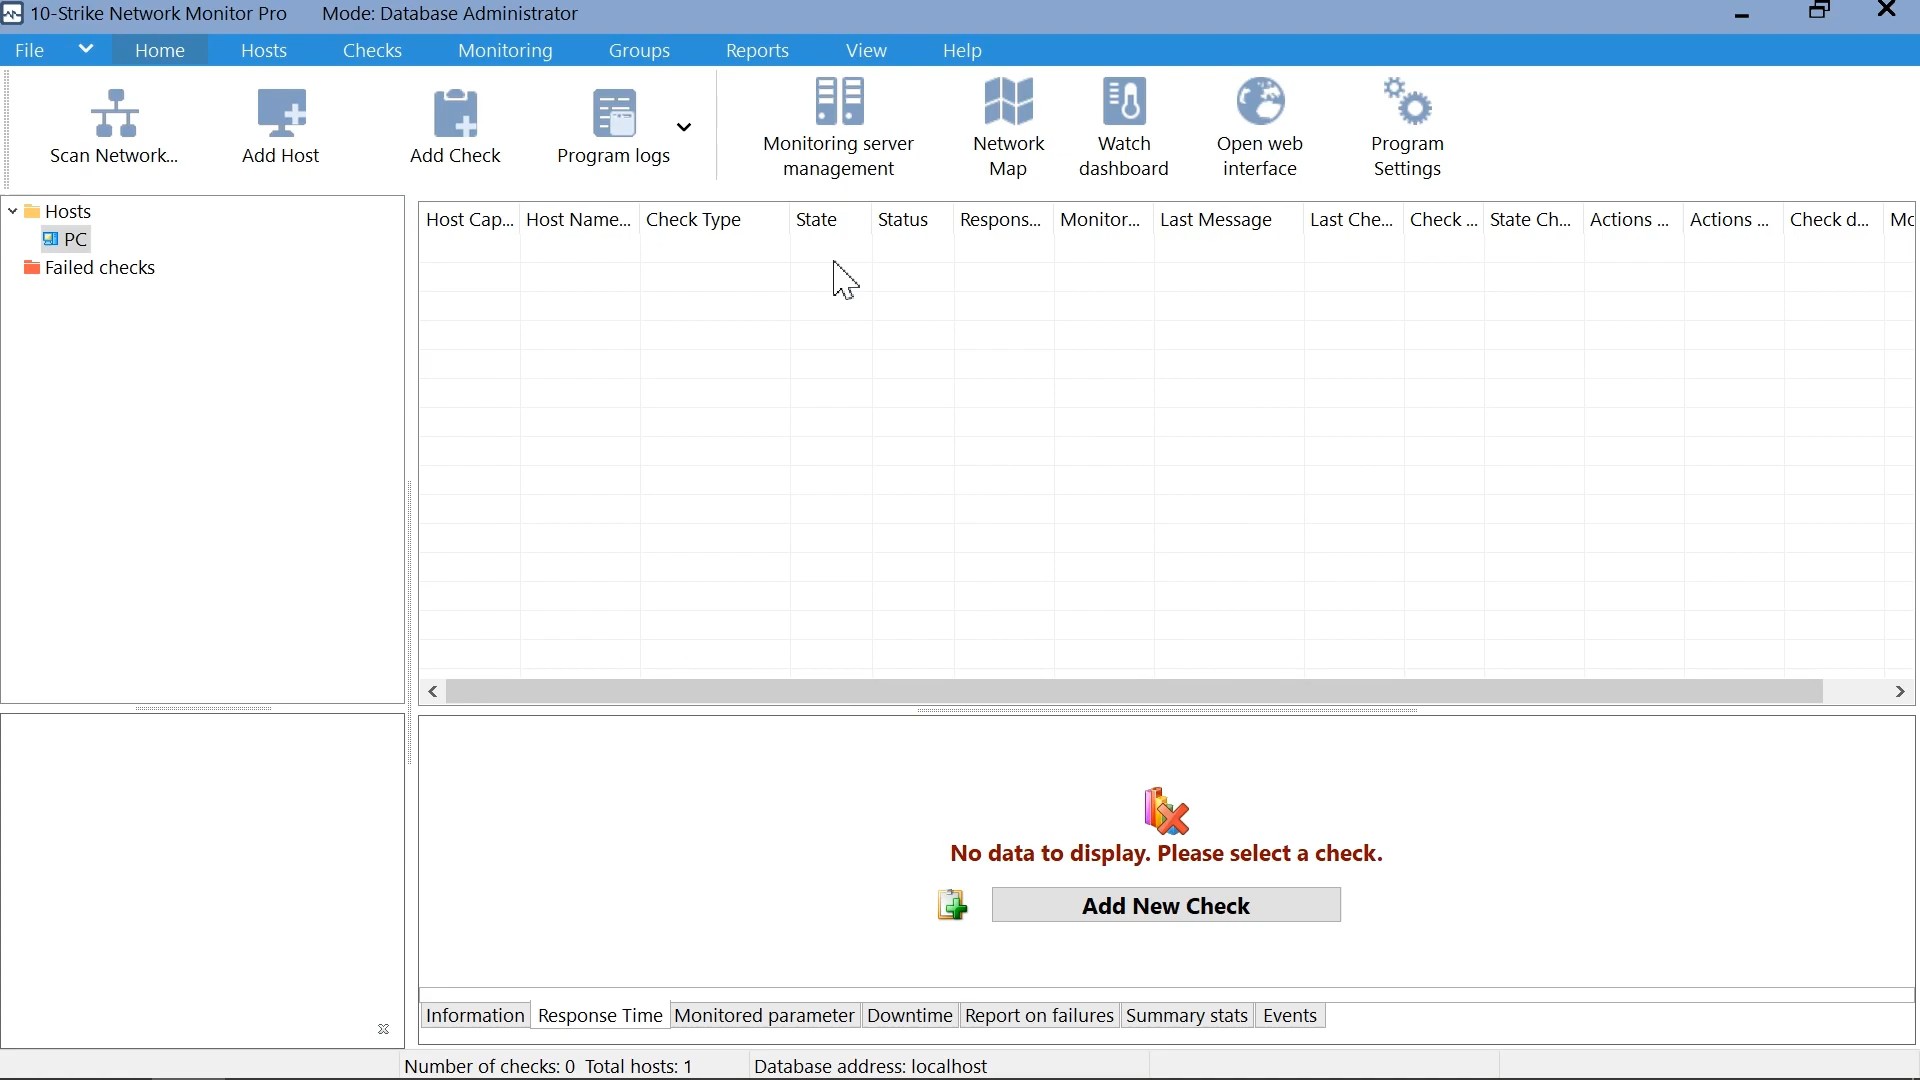 10-Strike Network Monitor Pro Mode: Database Administrator
File Home Hosts Checks Monitoring Groups Reports View Help
Scan Network... Add Host Add Check Program logs Monitoring server management Network Map Watch dashboard Open web interface Program Settings
Hosts
PC
Failed checks
Host Cap... Host Name... Check Type State Status Respons... Monitor... Last Message Last Che... Check ... State Ch... Actions ... Actions ... Check d... Mc
No data to display. Please select a check.
Add New Check
Information Response Time Monitored parameter Downtime Report on failures Summary stats Events
Number of checks: 0 Total hosts: 1 Database address: localhost